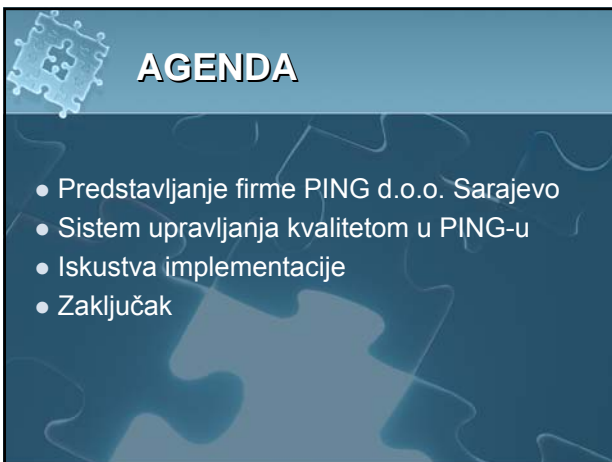 AGENDA
● Predstavljanje firme PING d.o.o. Sarajevo
● Sistem upravljanja kvalitetom u PING-u
● Iskustva implementacije
● Zaključak